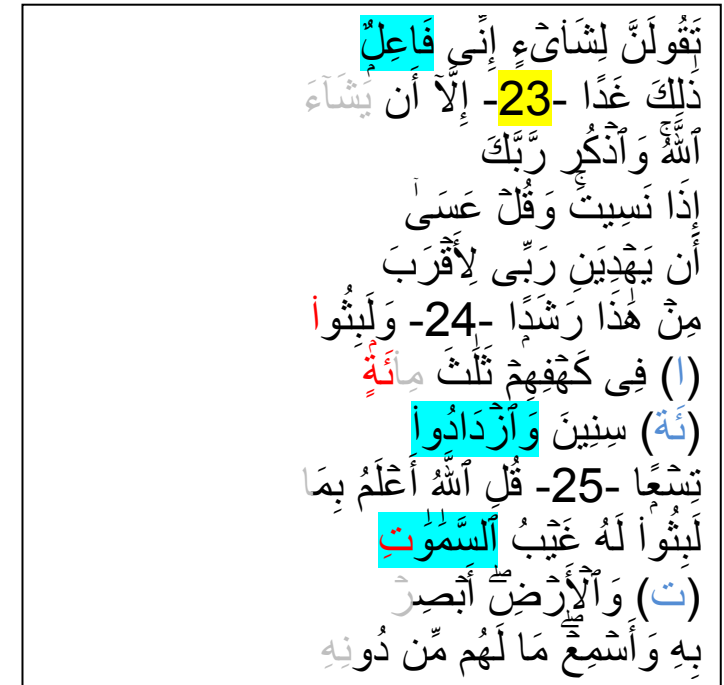 تَقُولَنَّ لِشَا۟ىۡءٍ إِنِّى فَاعِلٌ
ذَٰلِكَ غَدًا -23- إِلَّآ أَن يَشَآءَ
ٱللَّهُۚ وَٱذۡكُر رَّبَّكَ
إِذَا نَسِيتَۚ وَقُلۡ عَسَىٰٓ
أَن يَهۡدِيَنِ رَبِّى لِأَقۡرَبَ
مِنۡ هَٰذَا رَشَدًۭا -24- وَلَبِثُوا۟
(ا) فِى كَهۡفِهِمۡ ثَلَٰثَ مِا۟ئَةٍۢ
(ئَة) سِنِينَ وَٱزۡدَادُوا۟
تِسۡعًۭا -25- قُلِ ٱللَّهُ أَعۡلَمُ بِمَا
لَبِثُوا۟ لَهُ غَيۡبُ ٱلسَّمَٰوَٰتِ
(ت) وَٱلۡأَرۡضِۖ أَبۡصِرۡ
بِهِ وَأَسۡمِعۡۖ مَا لَهُم مِّن دُونِهِ